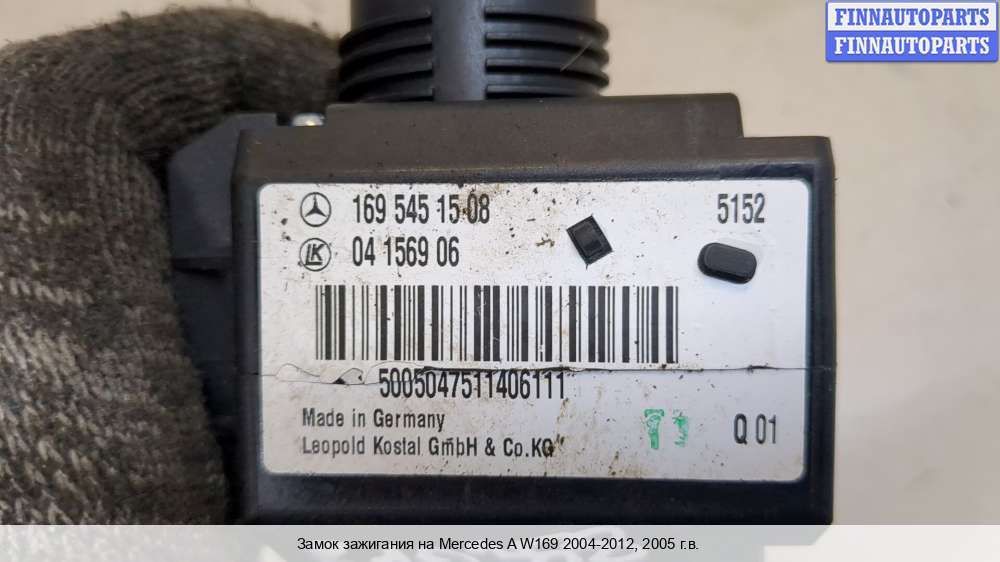 FINNAUTOPARTS
FINNAUTOPARTS
169 545 15 08 5152
LK 04 1569 06
5005047511406111
Made in Germany
Leopold Kostal GmbH & Co.KG
Q 01
Замок зажигания на Mercedes A W169 2004-2012, 2005 г.в.